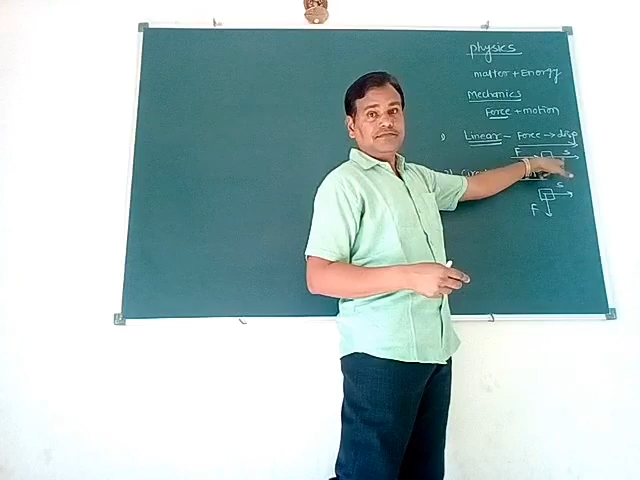 physics
matter + Energy
Mechanics
Force + motion
i) Linear - Force → disp
F s
s
F